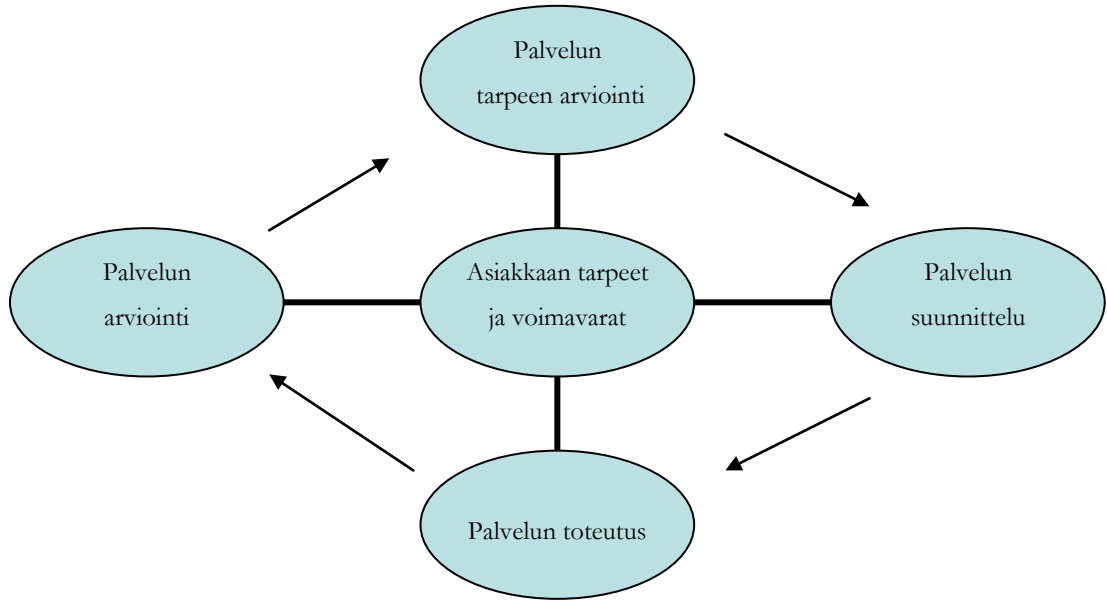 Palvelun
tarpeen arviointi
Palvelun
arviointi
Asiakkaan tarpeet
ja voimavarat
Palvelun
suunnittelu
Palvelun toteutus